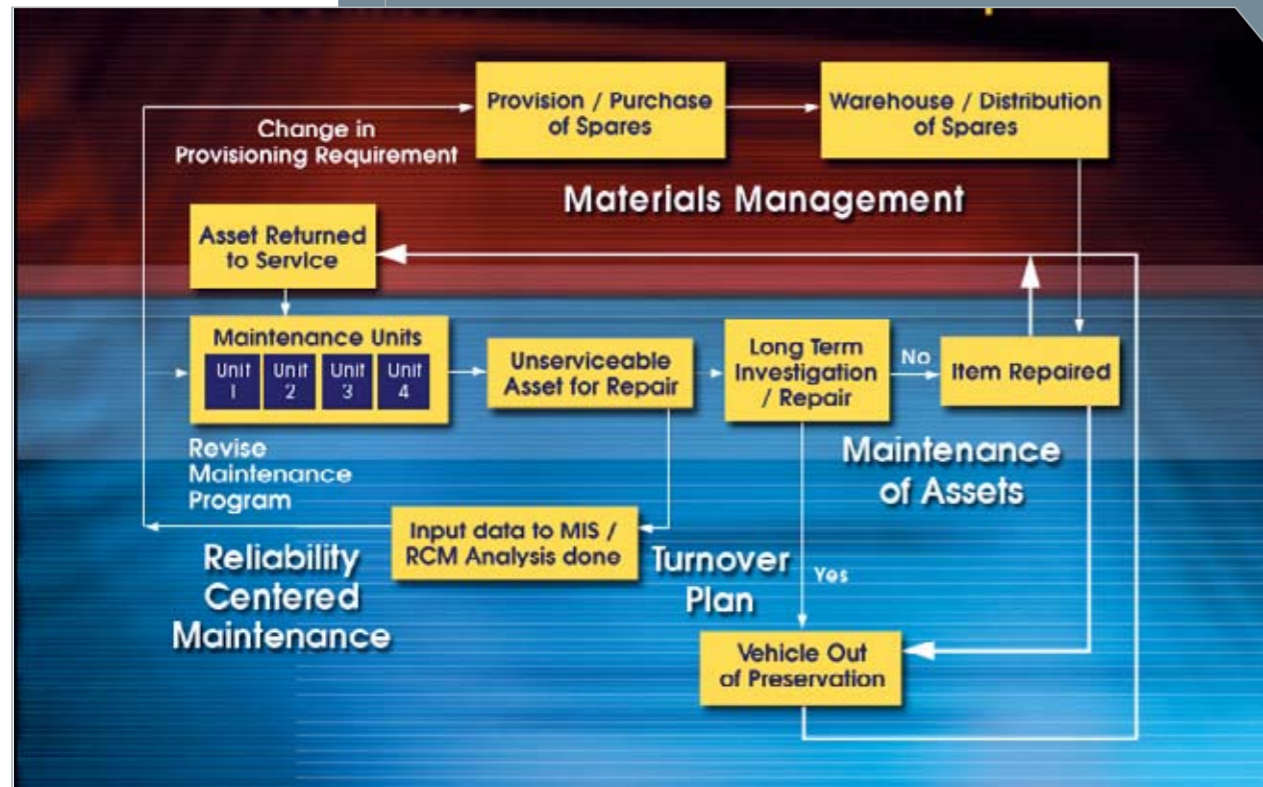 Provision / Purchase
of Spares
Warehouse / Distribution
of Spares
Change in
Provisioning Requirement
Materials Management
Asset Returned
to Service
Maintenance Units
Unit
1
Unit
2
Unit
3
Unit
4
Unserviceable
Asset for Repair
Long Term
Investigation
/ Repair
No
Item Repaired
Revise
Maintenance
Program
Maintenance
of Assets
Input data to MIS /
RCM Analysis done
Reliability
Centered
Maintenance
Turnover
Plan
Yes
Vehicle Out
of Preservation